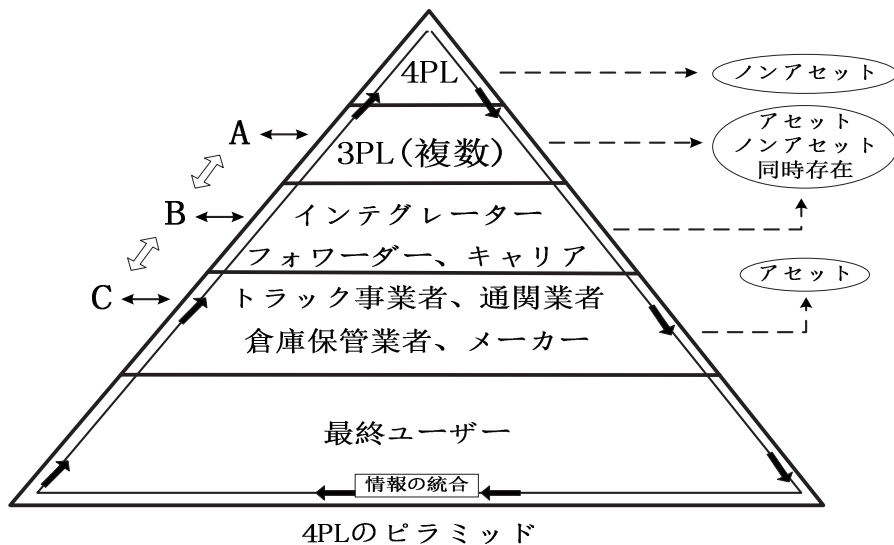 4PL
ノンアセット
A
3PL(複数)
アセット
ノンアセット
同時存在
B
インテグレーター
フォワーダー、キャリア
アセット
C
トラック事業者、通関業者
倉庫保管業者、メーカー
最終ユーザー
情報の統合
4PLのピラミッド